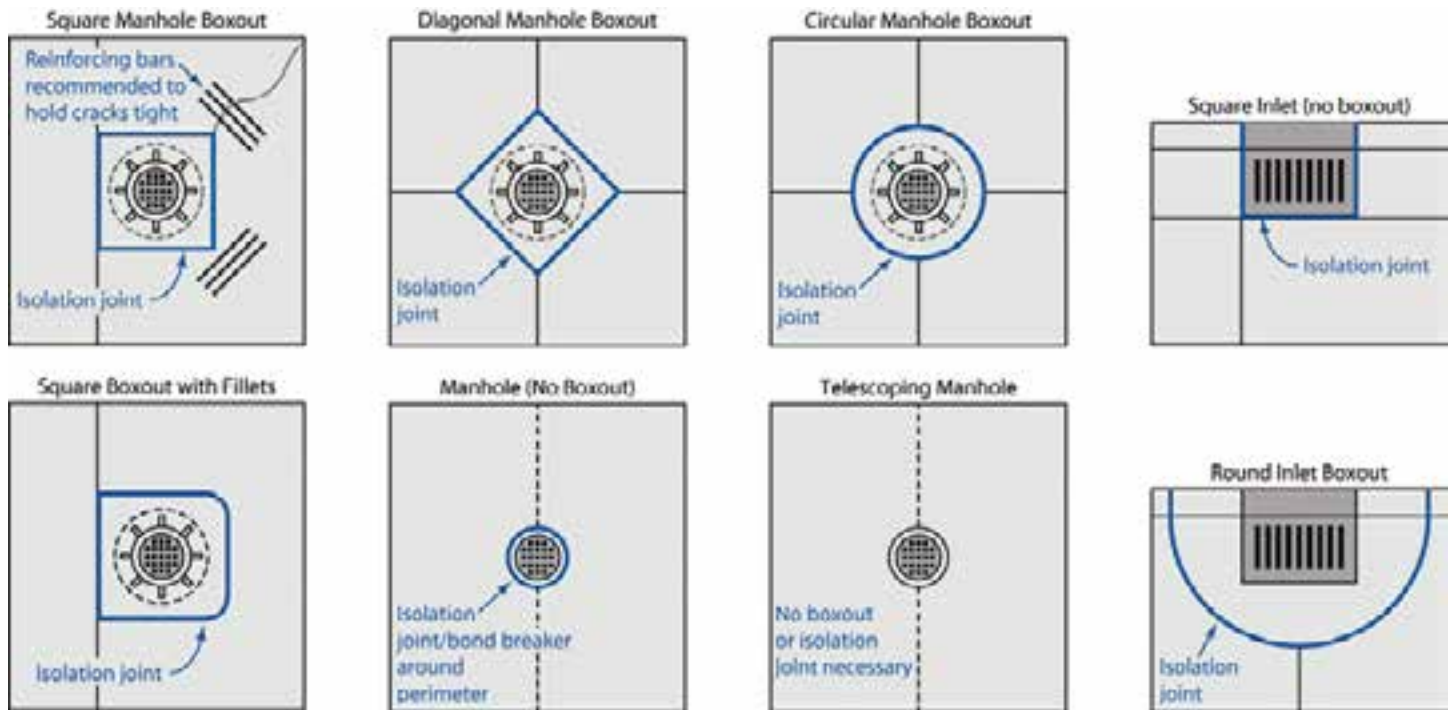 Square Manhole Boxout
Reinforcing bars
recommended to
hold cracks tight
Isolation joint
Diagonal Manhole Boxout
Isolation
joint
Circular Manhole Boxout
Isolation
joint
Square Inlet (no boxout)
Isolation joint
Square Boxout with Fillets
Isolation joint
Manhole (No Boxout)
Isolation
joint/bond breaker
around
perimeter
Telescoping Manhole
No boxout
or isolation
joint necessary
Round Inlet Boxout
Isolation
joint